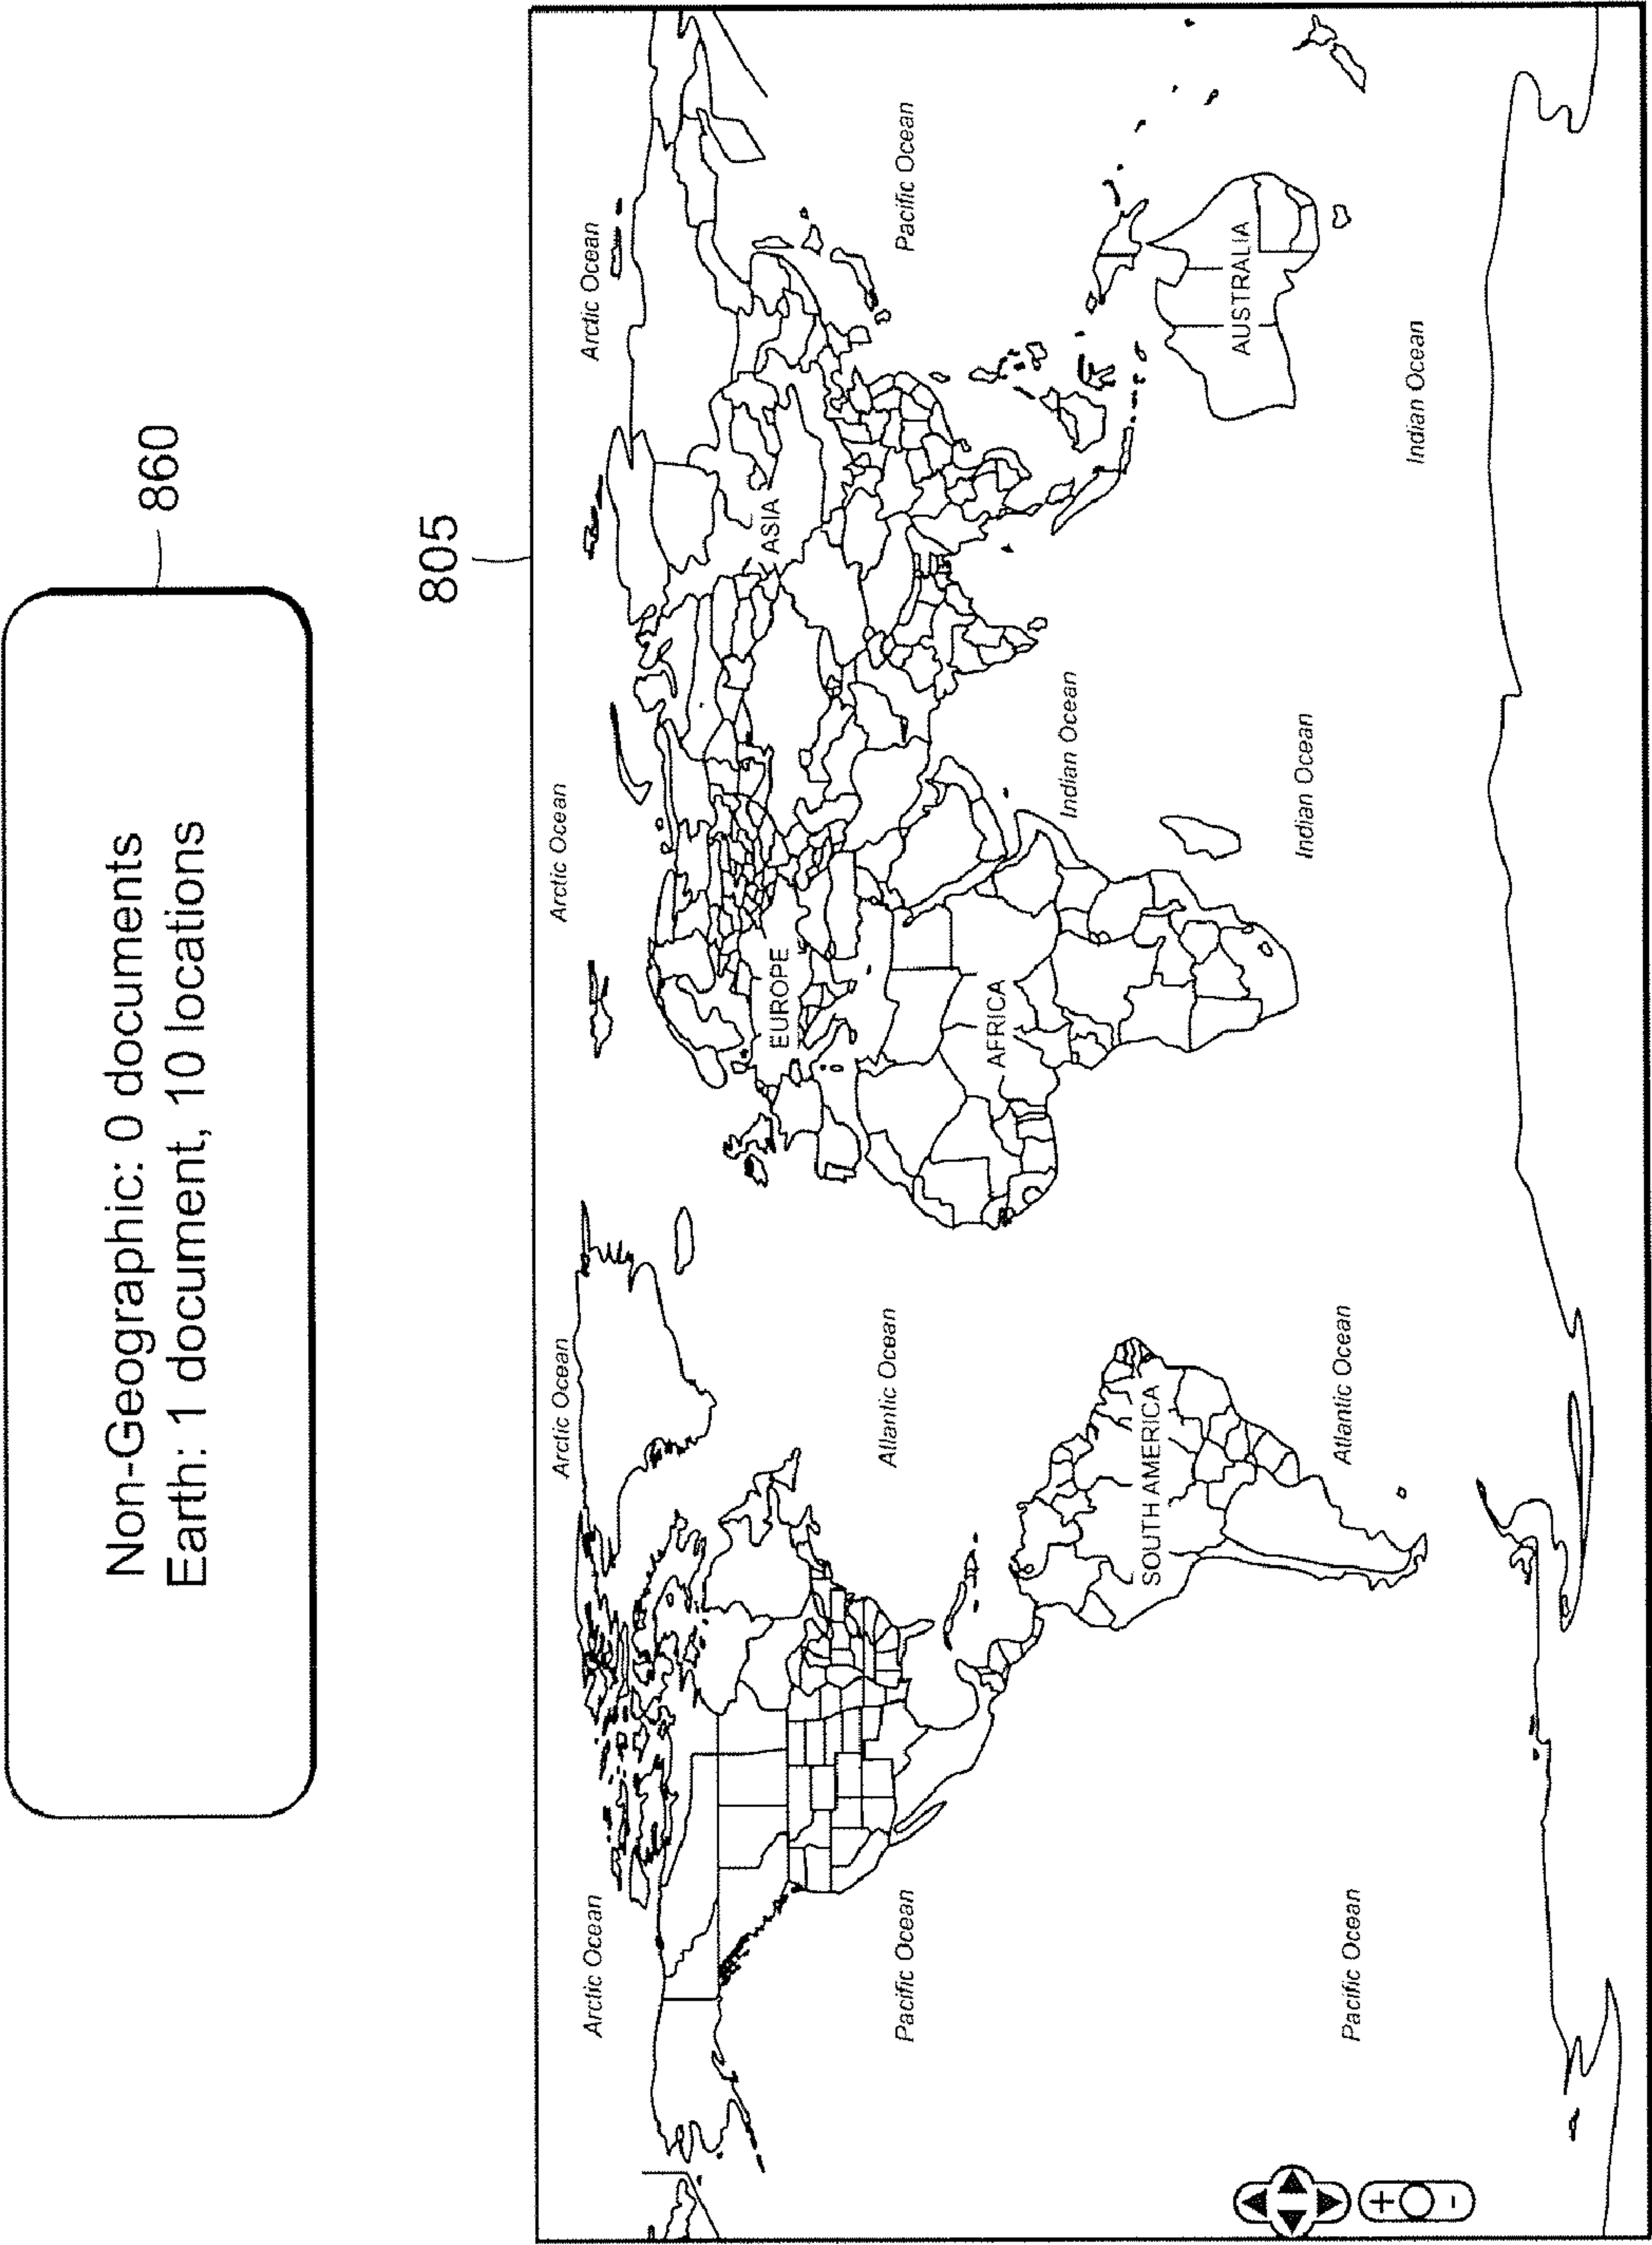 Non-Geographic: 0 documents
Earth: 1 document, 10 locations
860
805
Arctic Ocean
Arctic Ocean
Arctic Ocean
Arctic Ocean
EUROPE
ASIA
Pacific Ocean
Atlantic Ocean
Pacific Ocean
AFRICA
Indian Ocean
SOUTH AMERICA
AUSTRALIA
Indian Ocean
Pacific Ocean
Atlantic Ocean
Indian Ocean
+
-